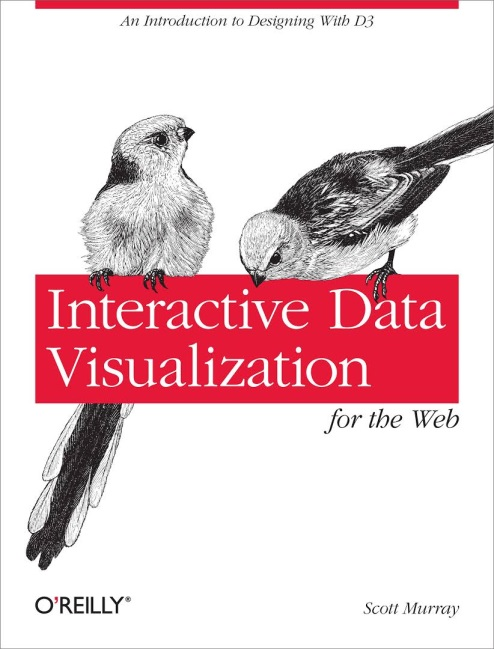 An Introduction to Designing With D3
Interactive Data
Visualization
for the Web
O'REILLY®
Scott Murray